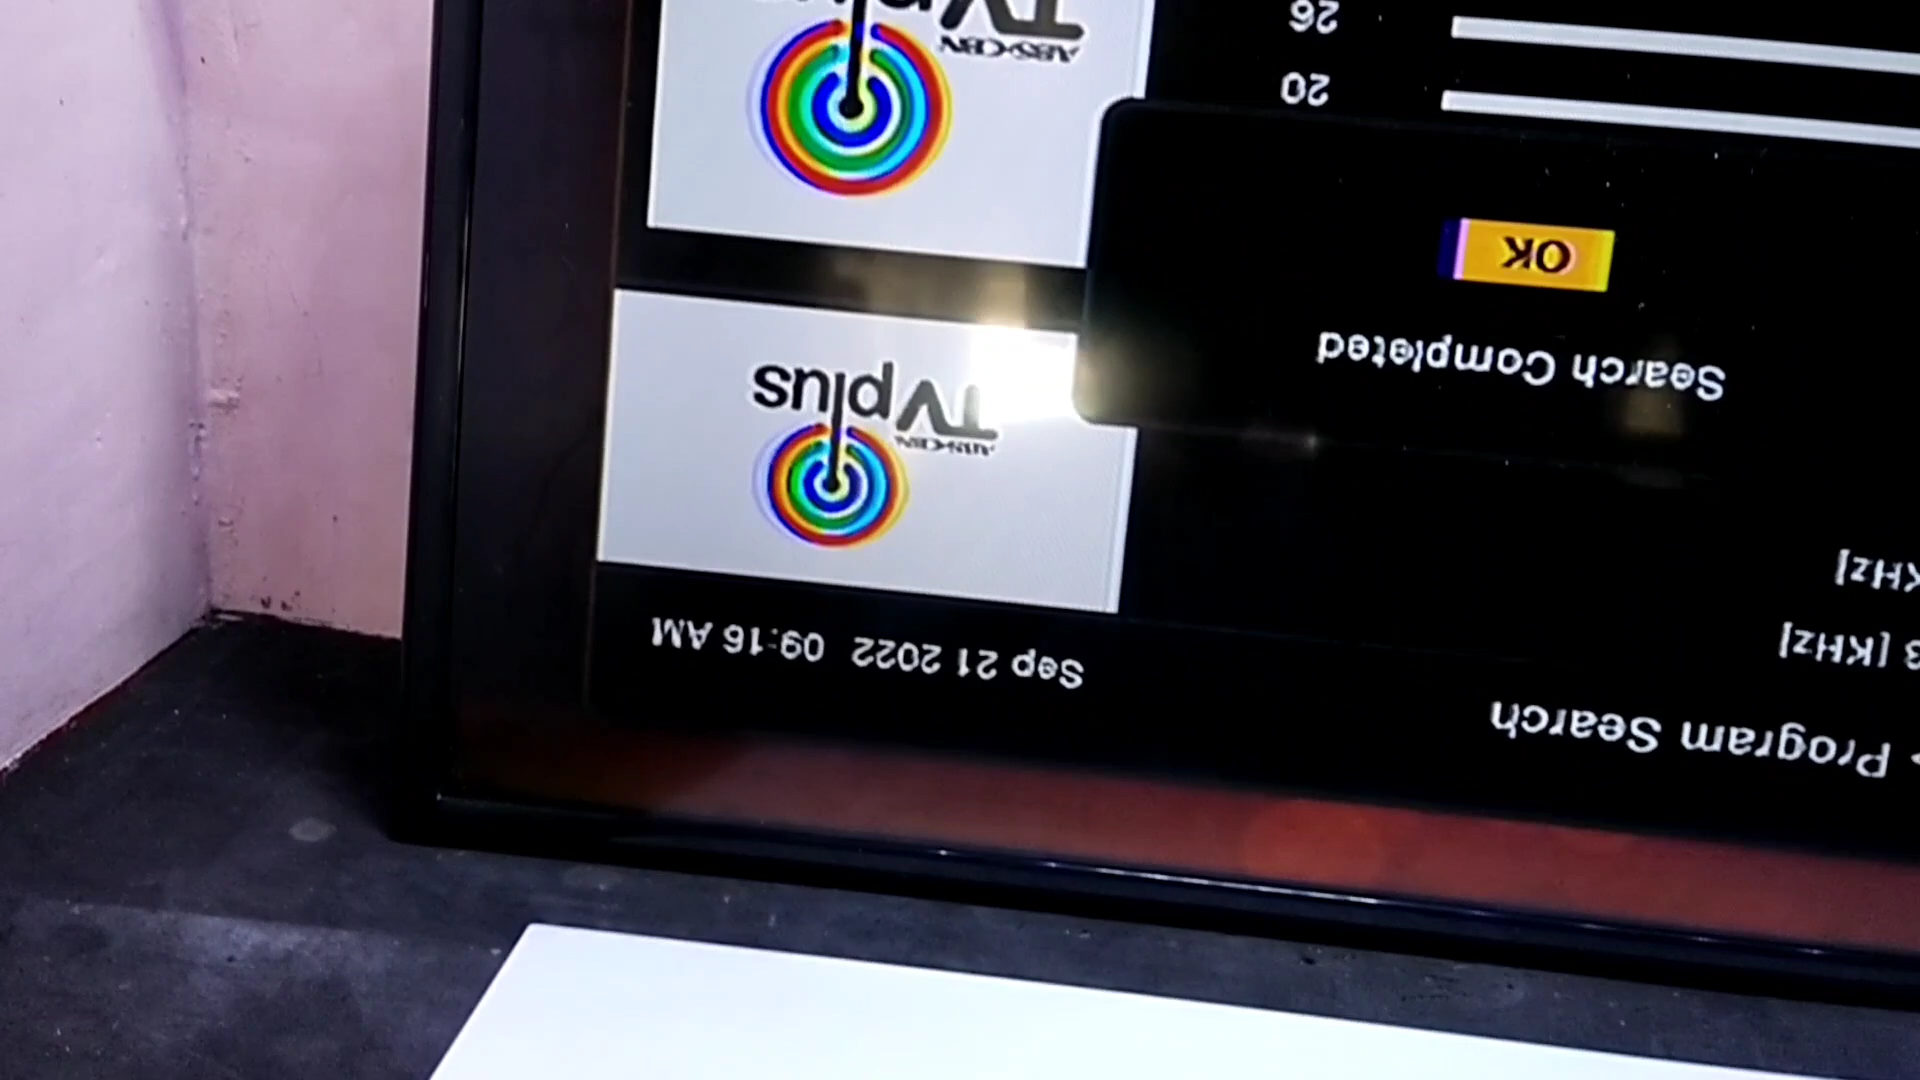 Program Search
Sep 21 2022 09:16 AM
3 [KHz]
KHz]
ABS-CBN
TVplus
Search Completed
OK
ABS-CBN
TVplus
20
26